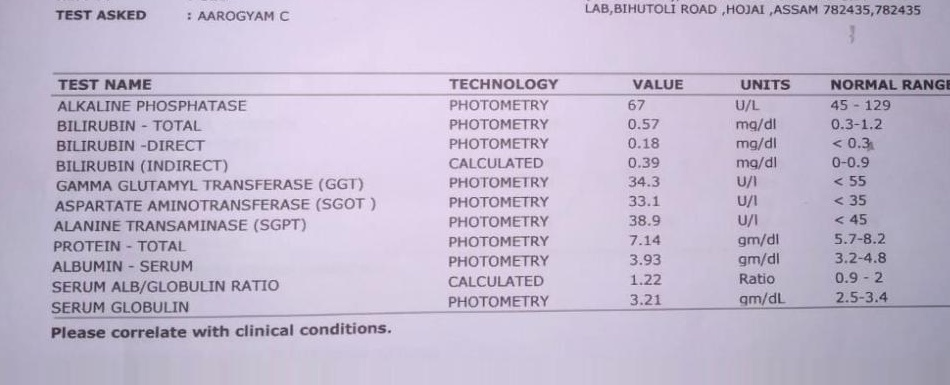 TEST ASKED : AAROGYAM C
LAB,BIHUTOLI ROAD ,HOJAI ,ASSAM 782435,782435
TEST NAME TECHNOLOGY VALUE UNITS NORMAL RANGE
ALKALINE PHOSPHATASE PHOTOMETRY 67 U/L 45 - 129
BILIRUBIN - TOTAL PHOTOMETRY 0.57 mg/dl 0.3-1.2
BILIRUBIN -DIRECT PHOTOMETRY 0.18 mg/dl < 0.3
BILIRUBIN (INDIRECT) CALCULATED 0.39 mg/dl 0-0.9
GAMMA GLUTAMYL TRANSFERASE (GGT) PHOTOMETRY 34.3 U/l < 55
ASPARTATE AMINOTRANSFERASE (SGOT ) PHOTOMETRY 33.1 U/l < 35
ALANINE TRANSAMINASE (SGPT) PHOTOMETRY 38.9 U/l < 45
PROTEIN - TOTAL PHOTOMETRY 7.14 gm/dl 5.7-8.2
ALBUMIN - SERUM PHOTOMETRY 3.93 gm/dl 3.2-4.8
SERUM ALB/GLOBULIN RATIO CALCULATED 1.22 Ratio 0.9 - 2
SERUM GLOBULIN PHOTOMETRY 3.21 gm/dL 2.5-3.4
Please correlate with clinical conditions.